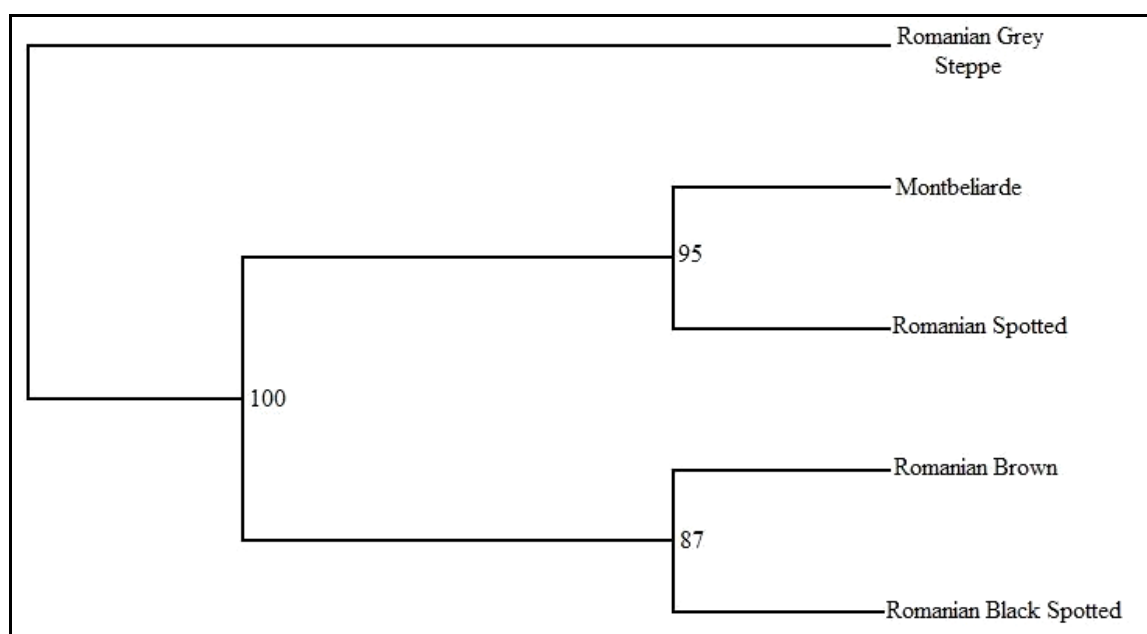 Romanian Grey
Steppe
Montbeliarde
95
Romanian Spotted
100
Romanian Brown
87
Romanian Black Spotted